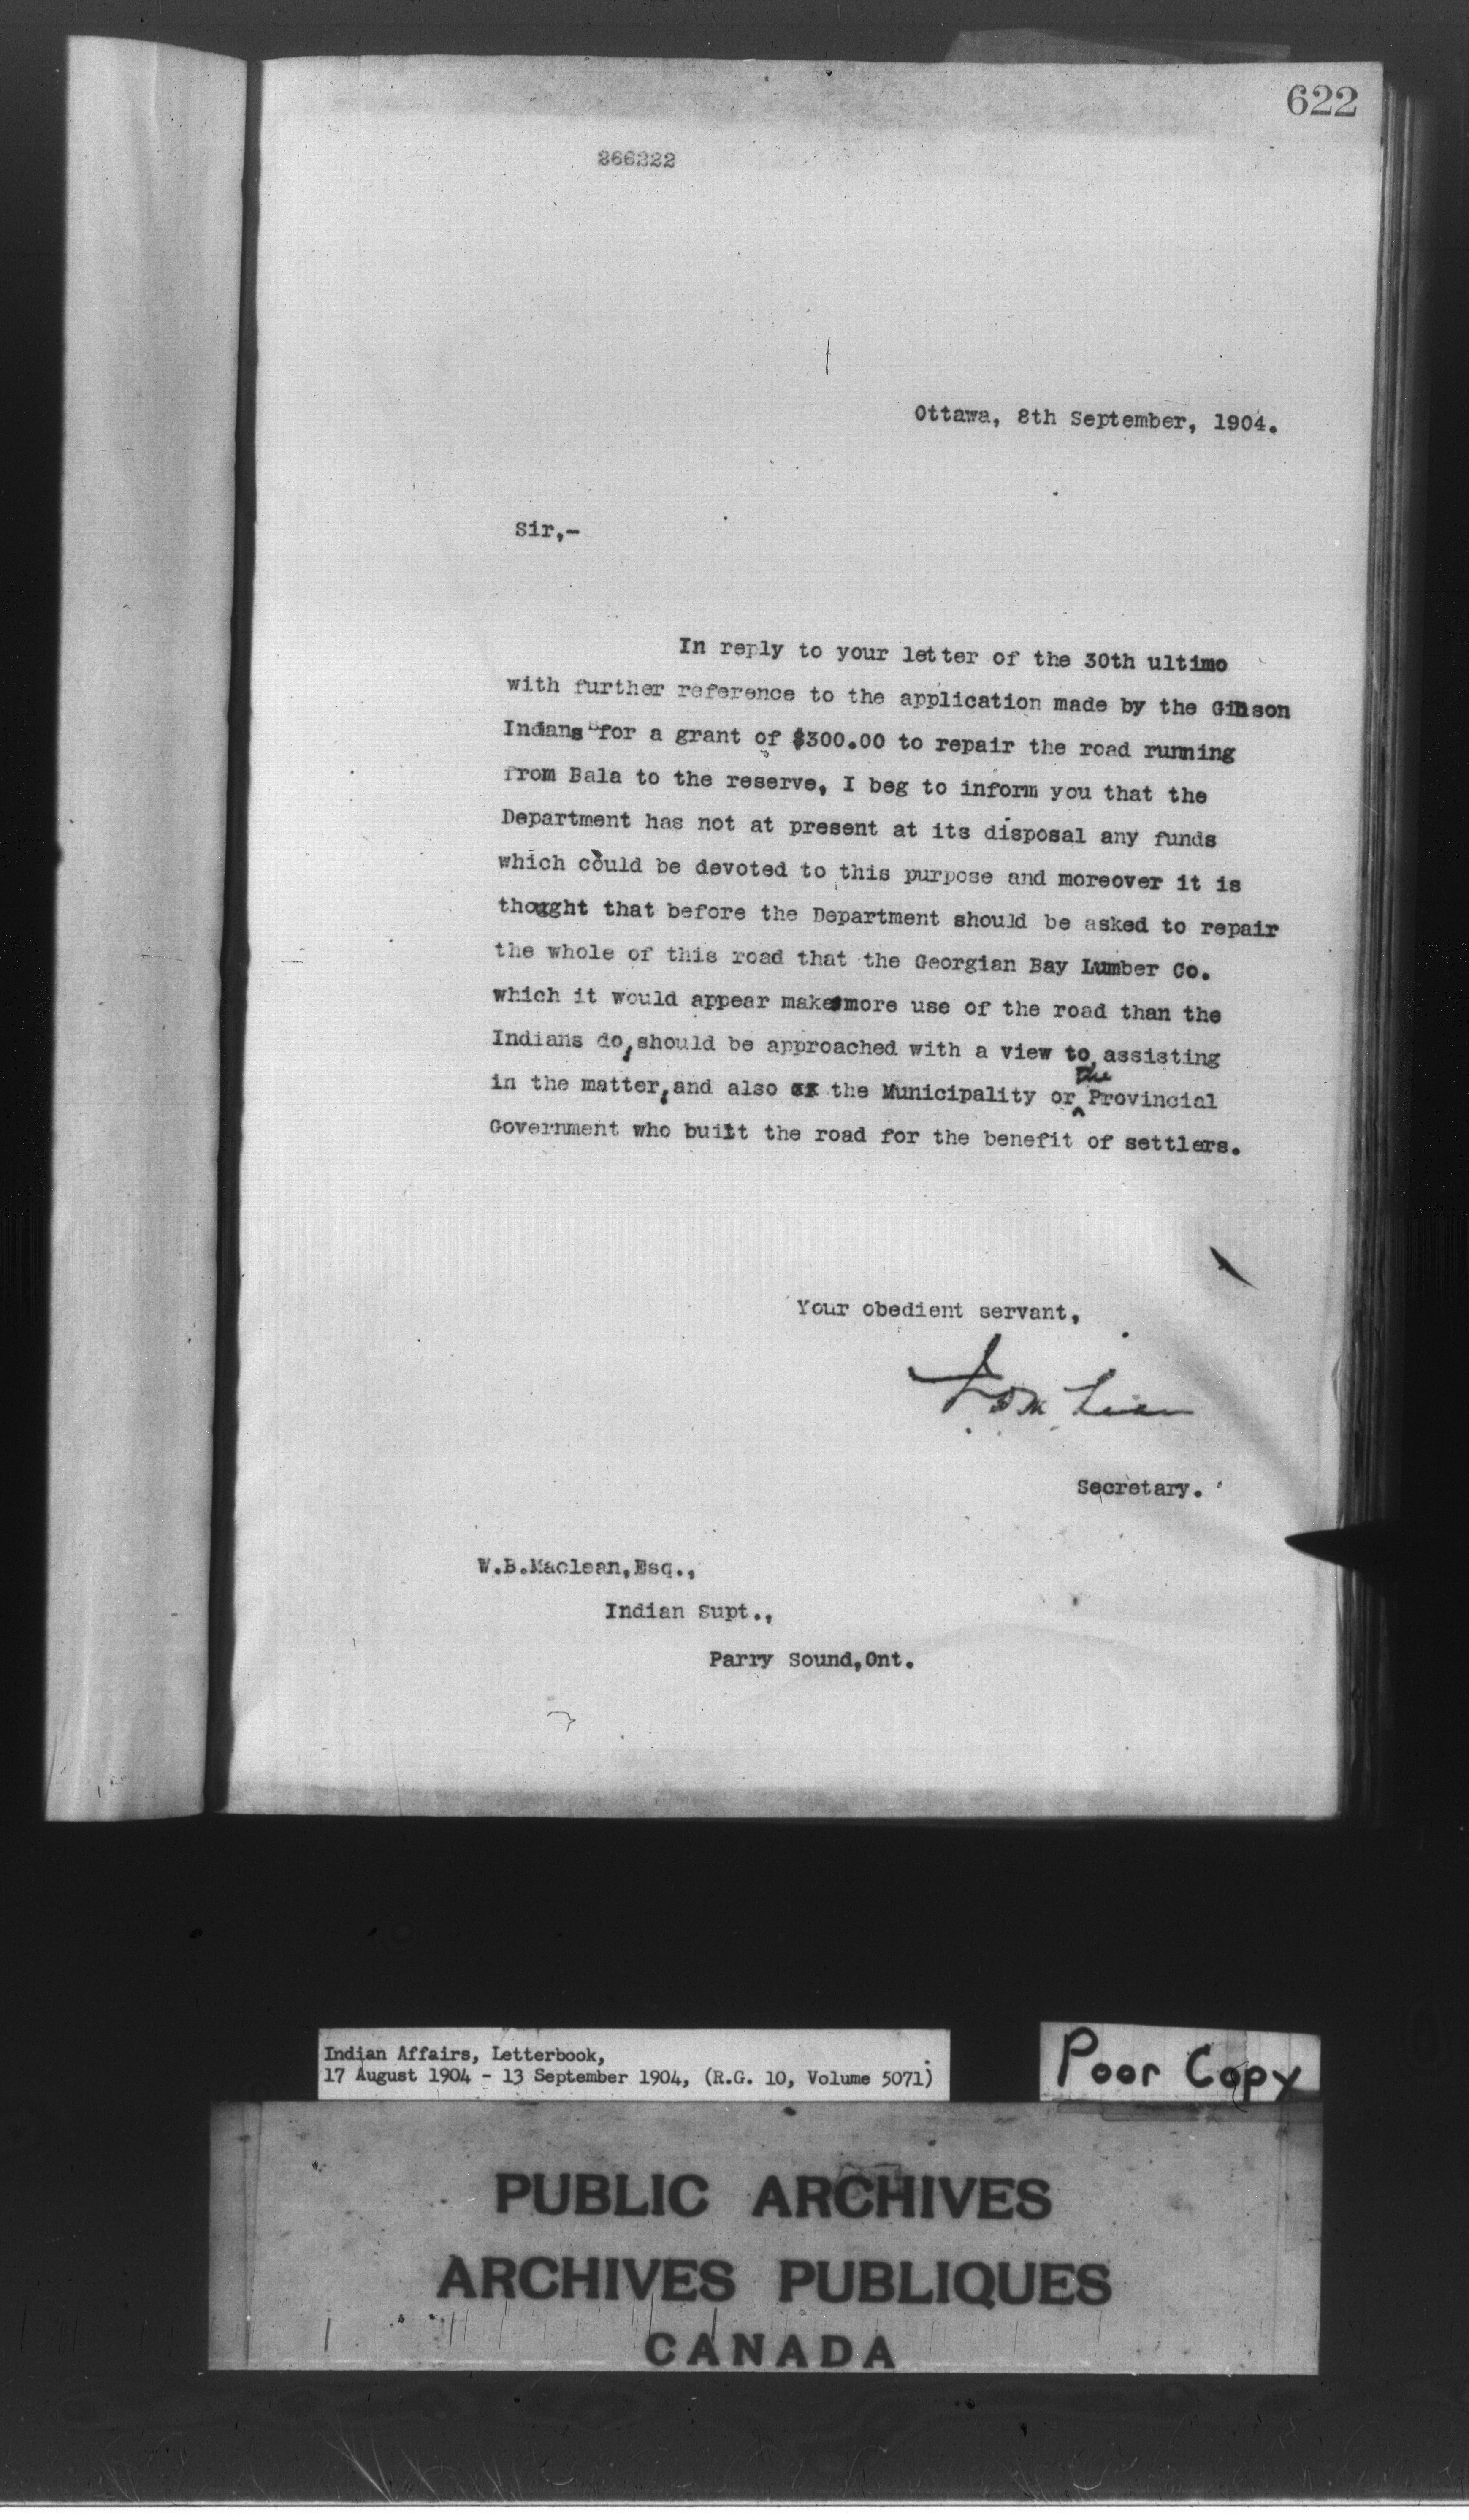 622
266222
Ottawa, 8th September, 1904.
Sir,-
In reply to your letter of the 30th ultimo
with further reference to the application made by the Gibson
Indians for a grant of $300.00 to repair the road running
from Bala to the reserve, I beg to inform you that the
Department has not at present at its disposal any funds
which could be devoted to this purpose and moreover it is
thought that before the Department should be asked to repair
the whole of this road that the Georgian Bay Lumber Co.
which it would appear makes more use of the road than the
Indians do, should be approached with a view to assisting
in the matter, and also the Municipality or the Provincial
Government who built the road for the benefit of settlers.
Your obedient servant,
Secretary.
W.B.Maclean,Esq.,
Indian Supt.,
Parry Sound,Ont.
Indian Affairs, Letterbook,
17 August 1904 - 13 September 1904, (R.G. 10, Volume 5071)
Poor Copy
PUBLIC ARCHIVES
ARCHIVES PUBLIQUES
CANADA